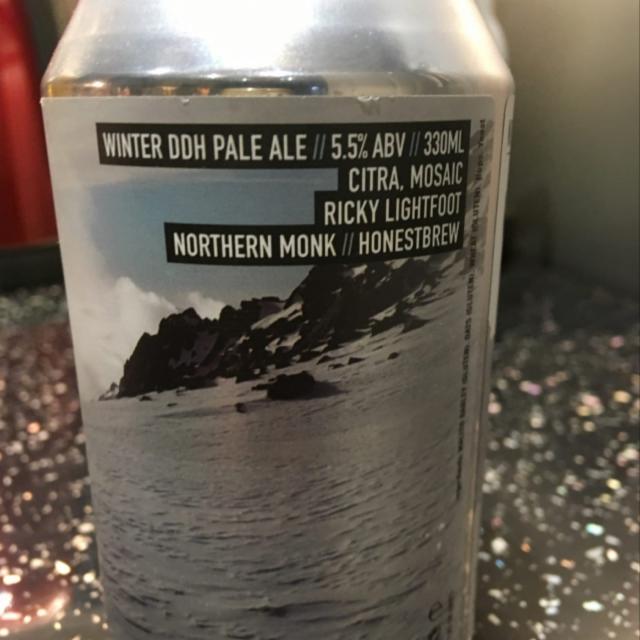 WINTER DDH PALE ALE // 5.5% ABV // 330ML
CITRA, MOSAIC
RICKY LIGHTFOOT
NORTHERN MONK // HONESTBREW
e